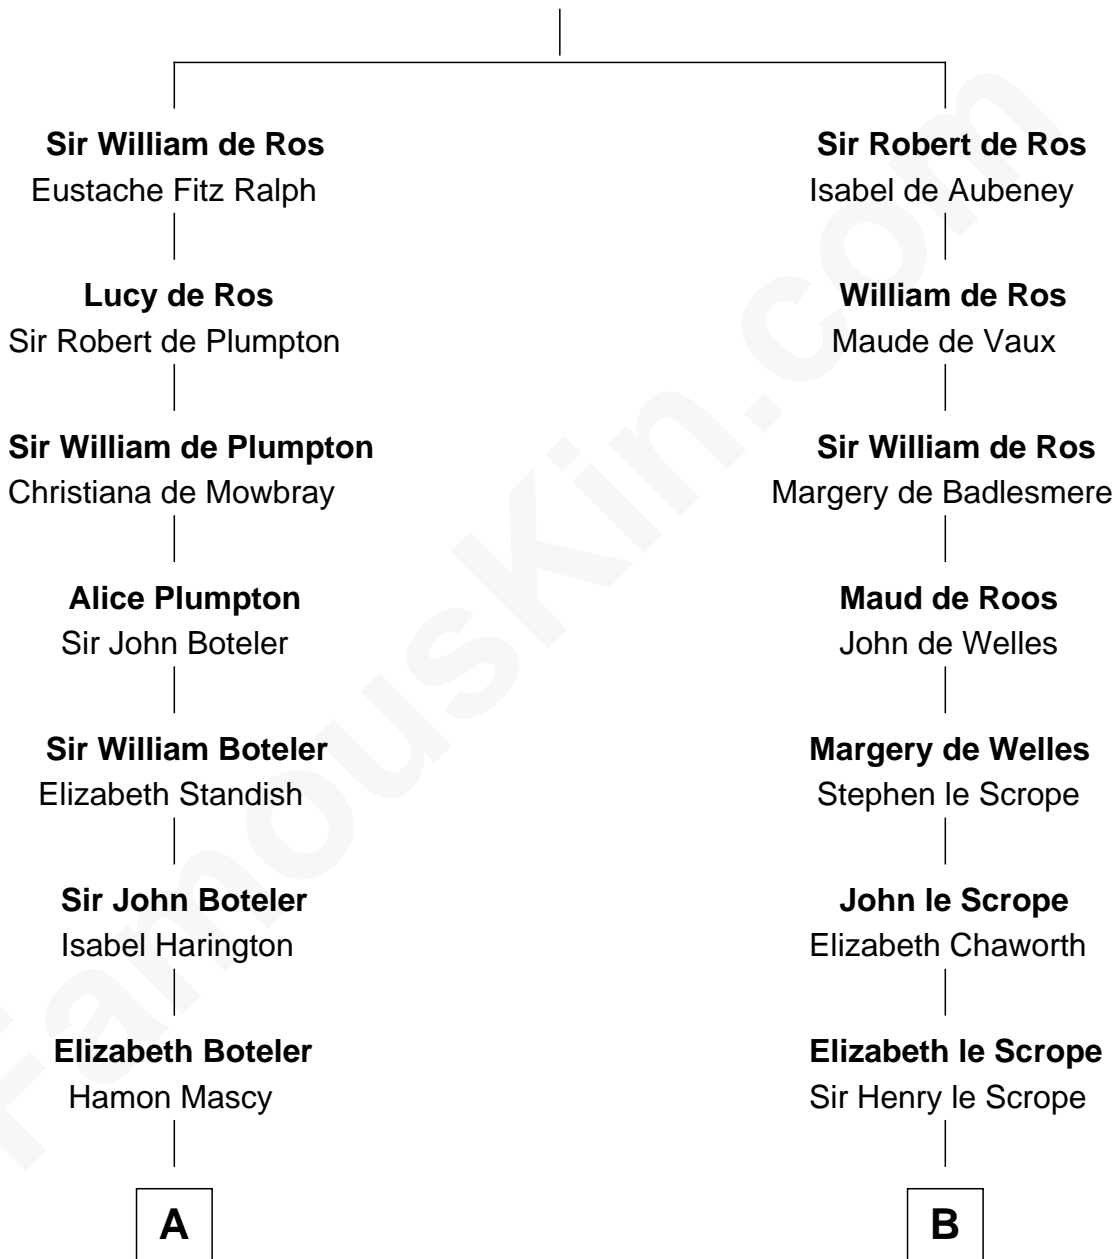 Sir William de Ros
Eustache Fitz Ralph
Lucy de Ros
Sir Robert de Plumpton
Sir William de Plumpton
Christiana de Mowbray
Alice Plumpton
Sir John Boteler
Sir William Boteler
Elizabeth Standish
Sir John Boteler
Isabel Harington
Elizabeth Boteler
Hamon Mascy
A
Sir Robert de Ros
Isabel de Aubeney
William de Ros
Maude de Vaux
Sir William de Ros
Margery de Badlesmere
Maud de Roos
John de Welles
Margery de Welles
Stephen le Scrope
John le Scrope
Elizabeth Chaworth
Elizabeth le Scrope
Sir Henry le Scrope
B
FamousKin.com